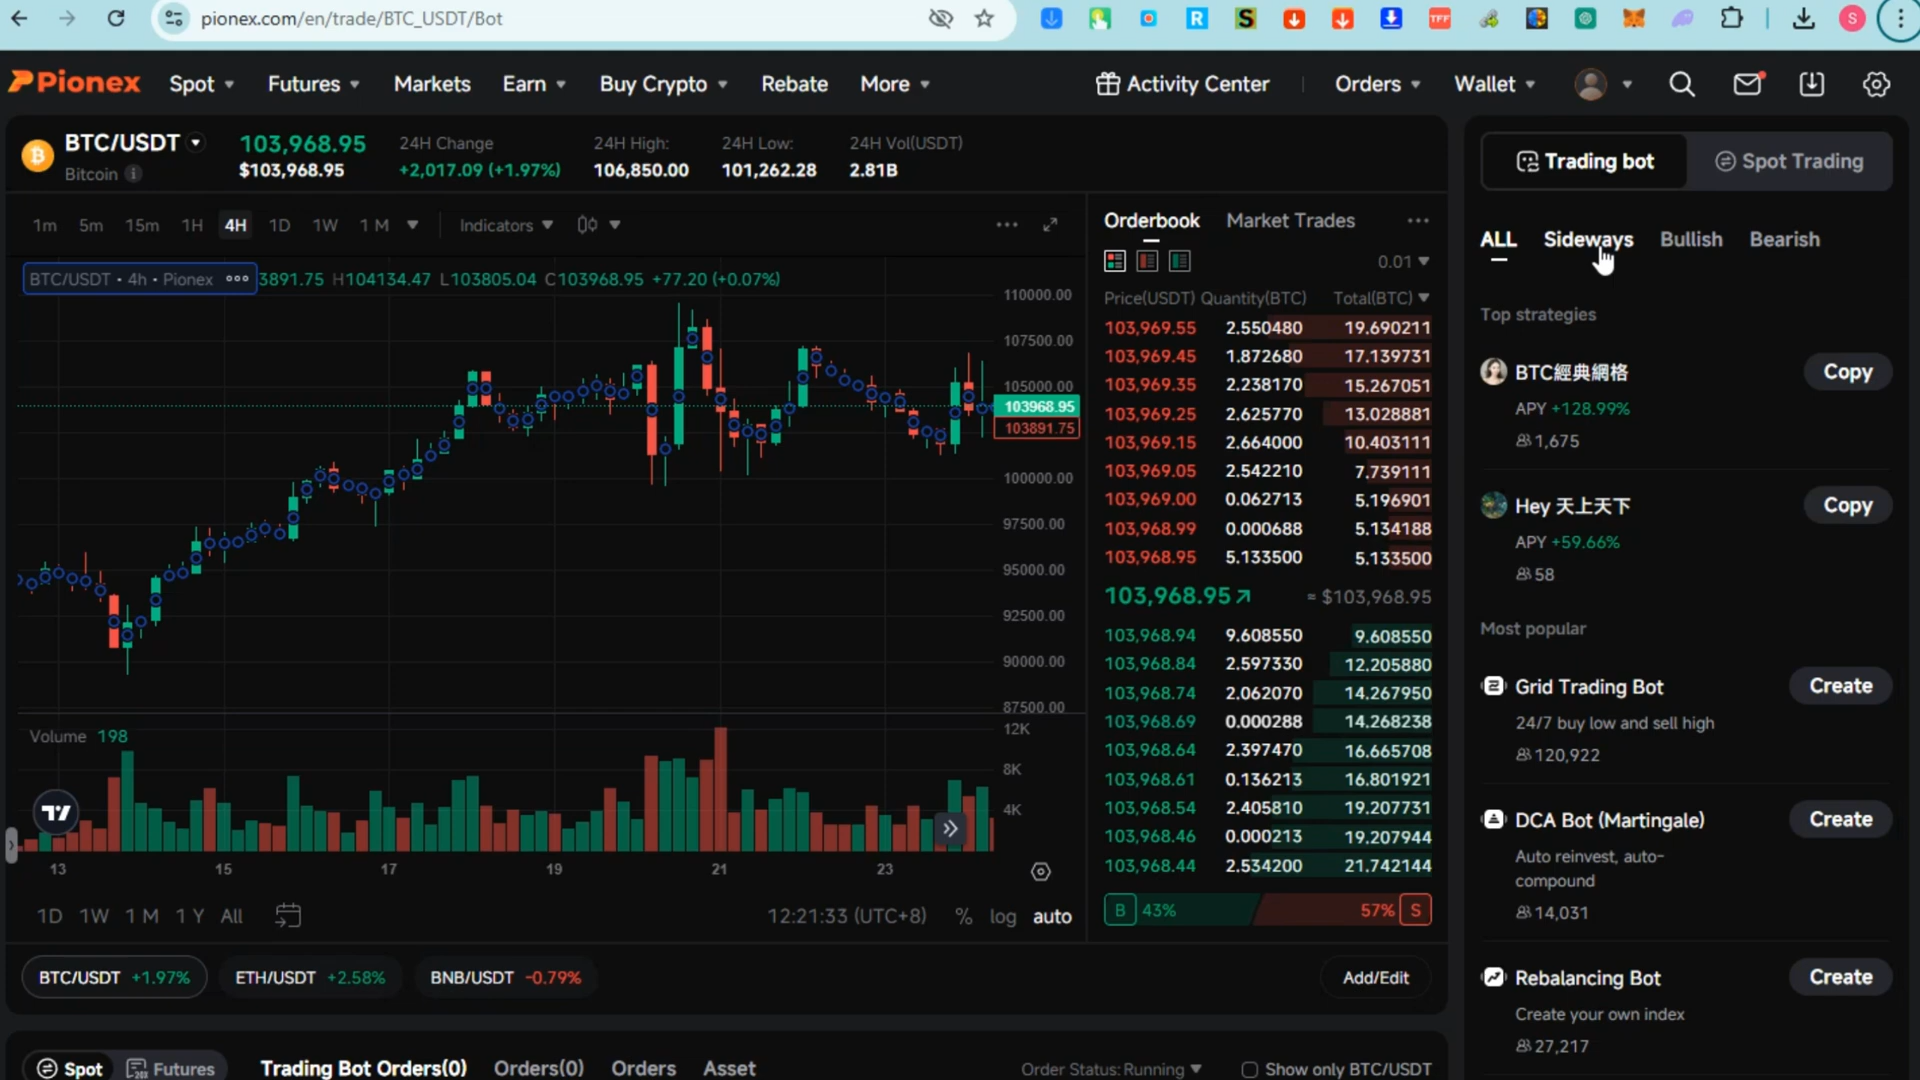 pionex.com/en/trade/BTC_USDT/Bot
Pionex Spot Futures Markets Earn Buy Crypto Rebate More Activity Center Orders Wallet
BTC/USDT 103,968.95 24H Change 24H High: 24H Low: 24H Vol(USDT)
Bitcoin $103,968.95 +2,017.09 (+1.97%) 106,850.00 101,262.28 2.81B
1m 5m 15m 1H 4H 1D 1W 1 M Indicators
BTC/USDT • 4h • Pionex 3891.75 H104134.47 L103805.04 C103968.95 +77.20 (+0.07%)
110000.00
107500.00
105000.00
103968.95
103891.75
100000.00
97500.00
95000.00
92500.00
90000.00
87500.00
Volume 198
12K
8K
4K
13 15 17 19 21 23
1D 1W 1 M 1 Y All 12:21:33 (UTC+8) % log auto
Orderbook Market Trades
0.01
Price(USDT) Quantity(BTC) Total(BTC)
103,969.55 2.550480 19.690211
103,969.45 1.872680 17.139731
103,969.35 2.238170 15.267051
103,969.25 2.625770 13.028881
103,969.15 2.664000 10.403111
103,969.05 2.542210 7.739111
103,969.00 0.062713 5.196901
103,968.99 0.000688 5.134188
103,968.95 5.133500 5.133500
103,968.95 ≈ $103,968.95
103,968.94 9.608550 9.608550
103,968.84 2.597330 12.205880
103,968.74 2.062070 14.267950
103,968.69 0.000288 14.268238
103,968.64 2.397470 16.665708
103,968.61 0.136213 16.801921
103,968.54 2.405810 19.207731
103,968.46 0.000213 19.207944
103,968.44 2.534200 21.742144
B 43% 57% S
Trading bot Spot Trading
ALL Sideways Bullish Bearish
Top strategies
BTC經典網格 Copy
APY +128.99%
1,675
Hey 天上天下 Copy
APY +59.66%
58
Most popular
Grid Trading Bot Create
24/7 buy low and sell high
120,922
DCA Bot (Martingale) Create
Auto reinvest, auto-
compound
14,031
Rebalancing Bot Create
Create your own index
27,217
BTC/USDT +1.97% ETH/USDT +2.58% BNB/USDT -0.79% Add/Edit
Spot Futures Trading Bot Orders(0) Orders(0) Orders Asset Order Status: Running Show only BTC/USDT